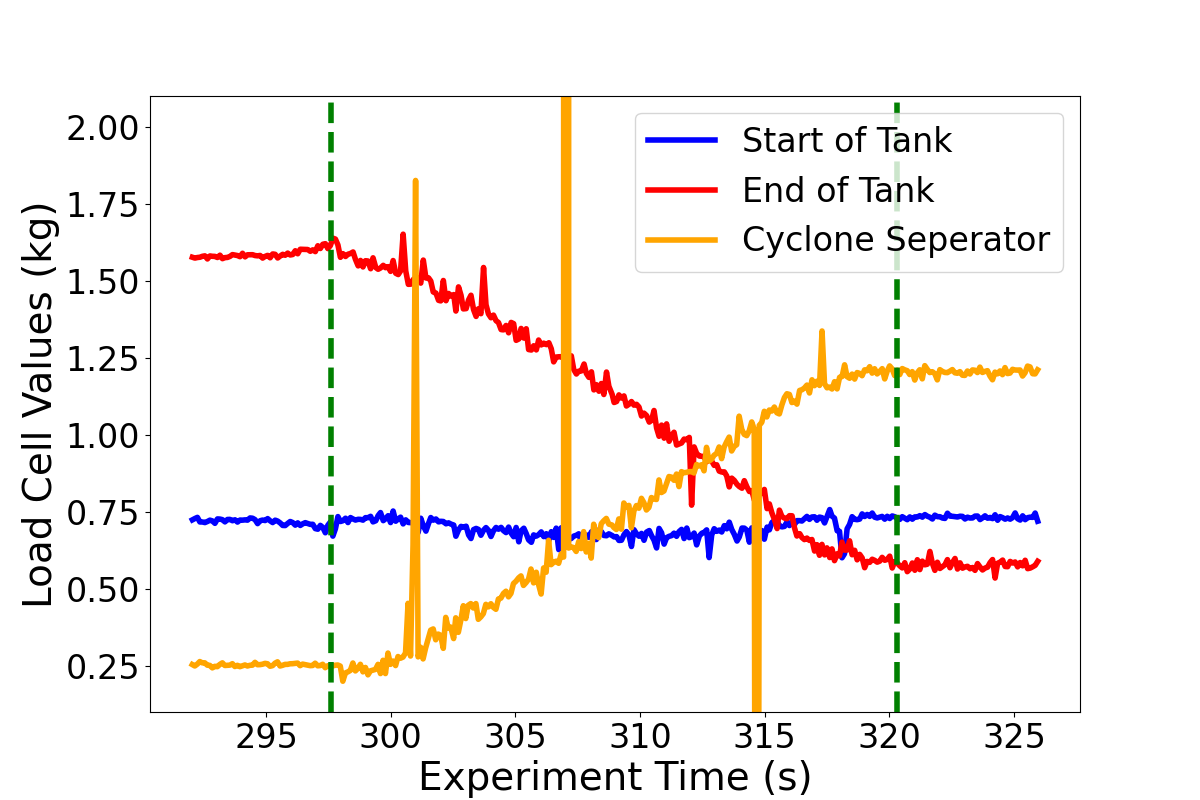 2.00
1.75
1.50
1.25
1.00
0.75
0.50
0.25
Load Cell Values (kg)
Start of Tank
End of Tank
Cyclone Seperator
295 300 305 310 315 320 325
Experiment Time (s)